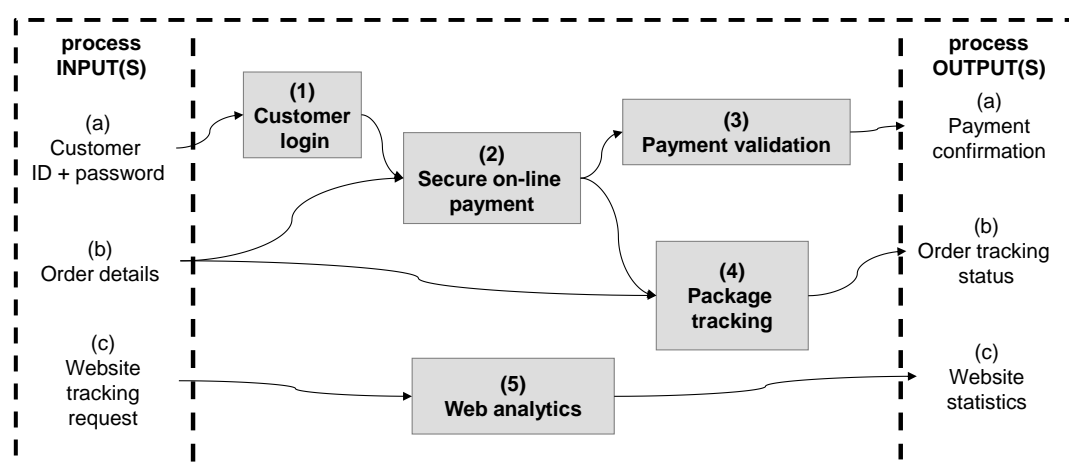 process
INPUT(S)
(a)
Customer
ID + password
(b)
Order details
(c)
Website
tracking
request
(1)
Customer
login
(2)
Secure on-line
payment
(3)
Payment validation
(4)
Package
tracking
(5)
Web analytics
process
OUTPUT(S)
(a)
Payment
confirmation
(b)
Order tracking
status
(c)
Website
statistics